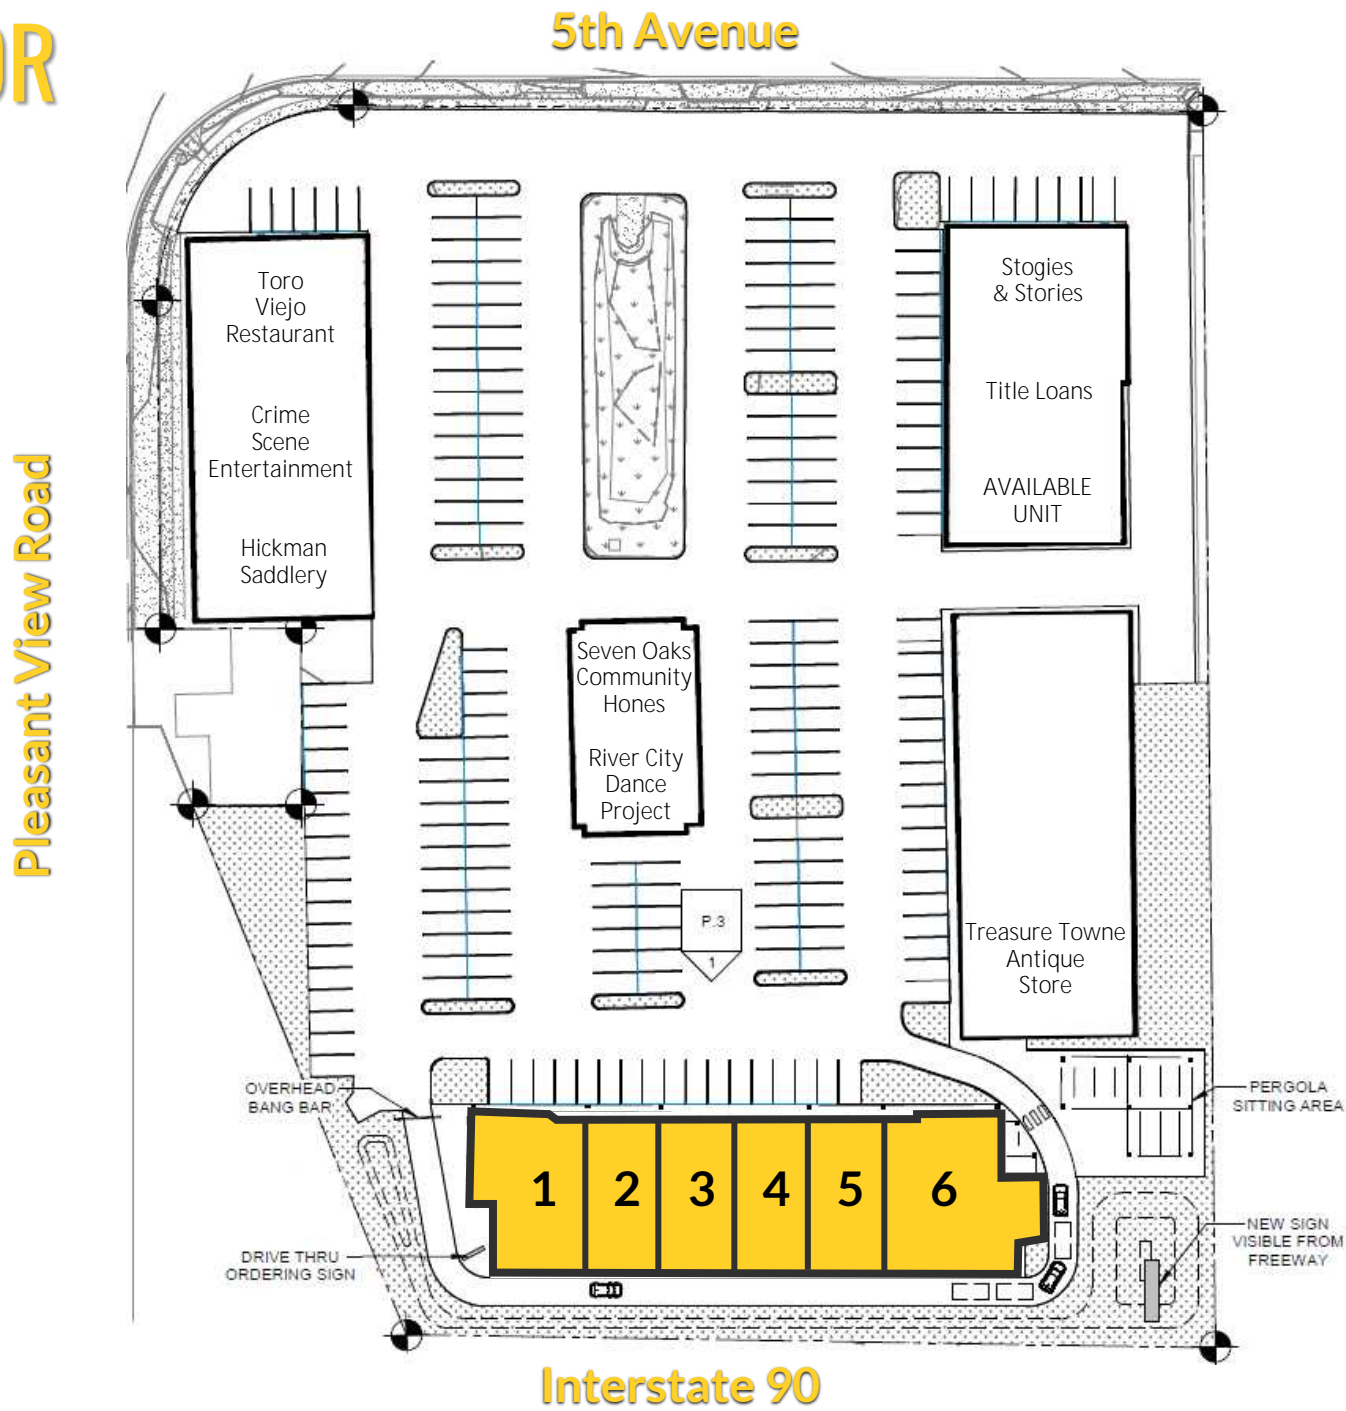 5th Avenue
OR
Toro
Viejo
Restaurant
Crime
Scene
Entertainment
Hickman
Saddlery
Stogies
& Stories
Title Loans
AVAILABLE
UNIT
Pleasant View Road
Seven Oaks
Community
Hones
River City
Dance
Project
P.3
1
Treasure Towne
Antique
Store
OVERHEAD
BANG BAR
PERGOLA
SITTING AREA
1 2 3 4 5 6
DRIVE THRU
ORDERING SIGN
NEW SIGN
VISIBLE FROM
FREEWAY
Interstate 90